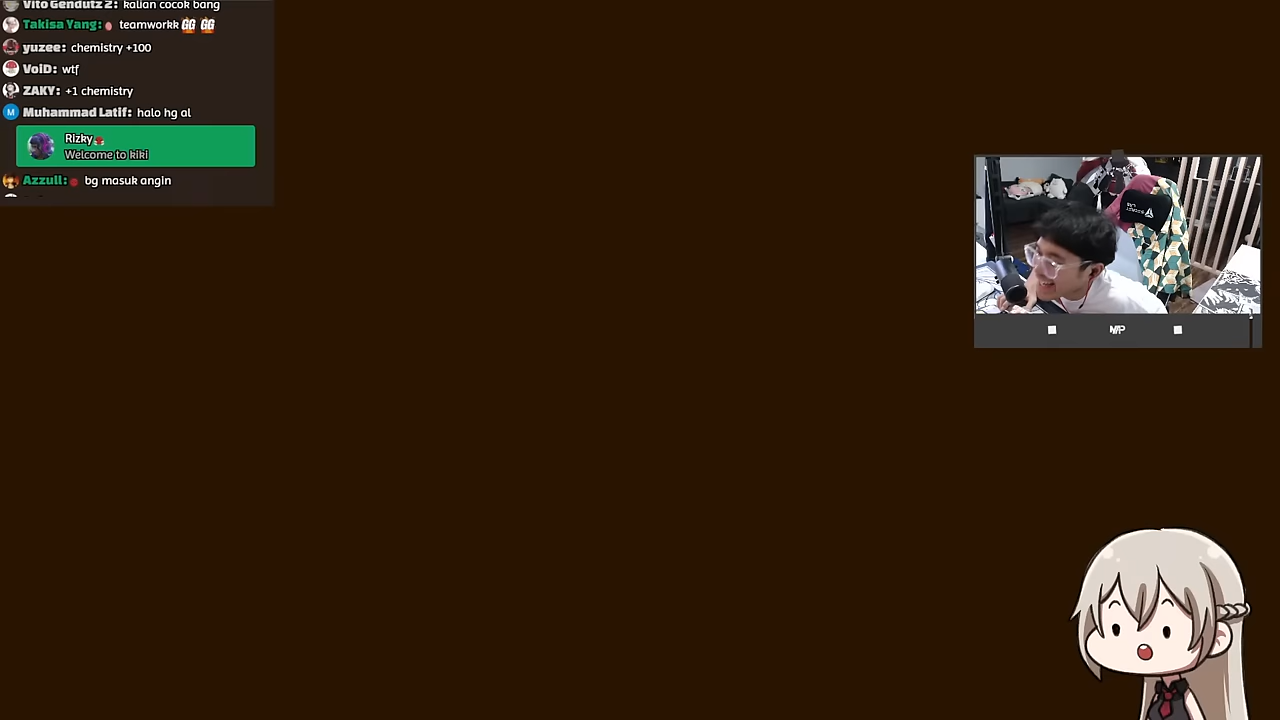 Vito Gendutz 2: kalian cocok bang
Takisa Yang: teamworkk GG GG
yuzee: chemistry +100
VoiD: wtf
ZAKY: +1 chemistry
M Muhammad Latif: halo hg al
Rizky
Welcome to kiki
Azzull: bg masuk angin